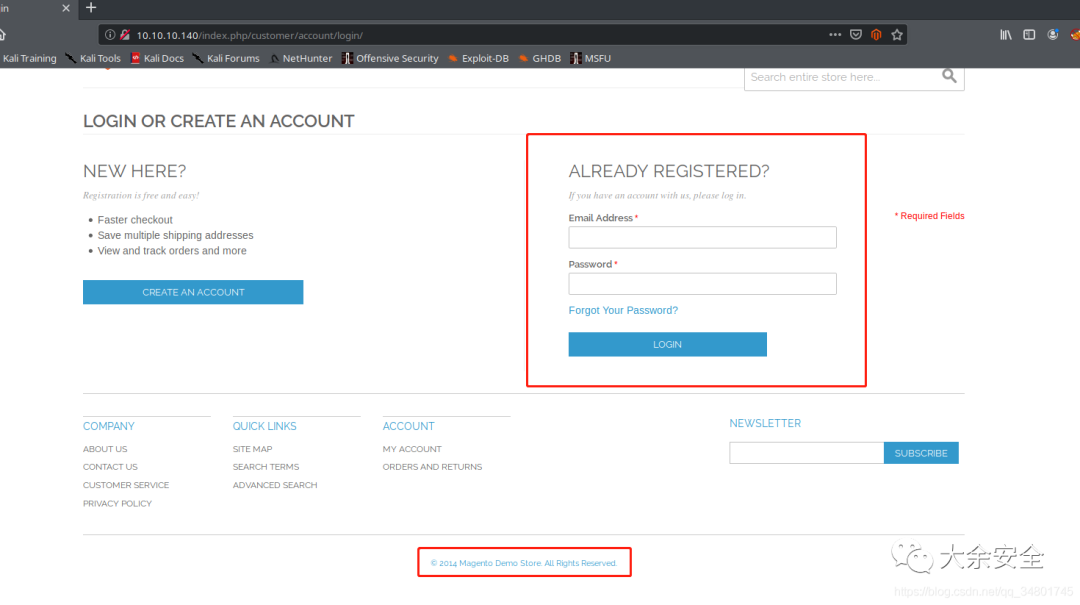 in
10.10.10.140/index.php/customer/account/login/
Kali Training Kali Tools Kali Docs Kali Forums NetHunter Offensive Security Exploit-DB GHDB MSFU
Search entire store here...
LOGIN OR CREATE AN ACCOUNT
NEW HERE?
Registration is free and easy!
Faster checkout
Save multiple shipping addresses
View and track orders and more
CREATE AN ACCOUNT
ALREADY REGISTERED?
If you have an account with us, please log in.
Email Address *
Password *
Forgot Your Password?
LOGIN
* Required Fields
COMPANY
ABOUT US
CONTACT US
CUSTOMER SERVICE
PRIVACY POLICY
QUICK LINKS
SITE MAP
SEARCH TERMS
ADVANCED SEARCH
ACCOUNT
MY ACCOUNT
ORDERS AND RETURNS
NEWSLETTER
SUBSCRIBE
© 2014 Magento Demo Store. All Rights Reserved.
大余安全
https://blog.csdn.net/qq_34801745